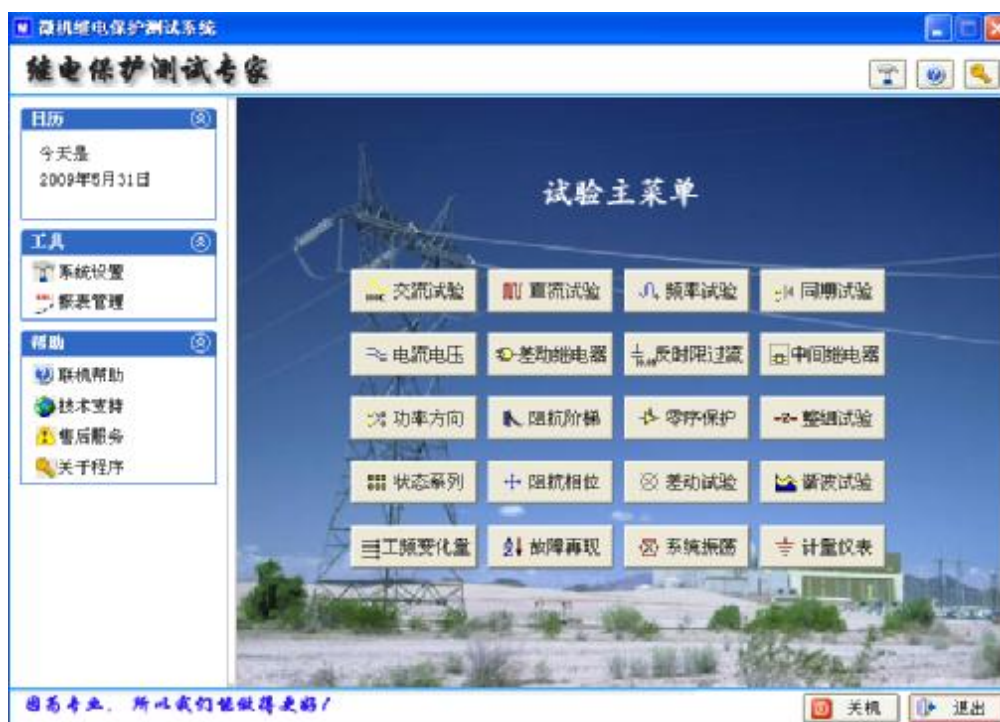 微机继电保护测试系统
继电保护测试专家
日历
今天是
2009年5月31日
工具
系统设置
报表管理
帮助
联机帮助
技术支持
售后服务
关于程序
试验主菜单
交流试验 直流试验 频率试验 同期试验
电流电压 差动继电器 反时限过流 中间继电器
功率方向 阻抗阶梯 零序保护 整组试验
状态系列 阻抗相位 差动试验 谐波试验
工频变化量 故障再现 系统振荡 计量仪表
因为专业，所以我们能做得更好！
关机 退出